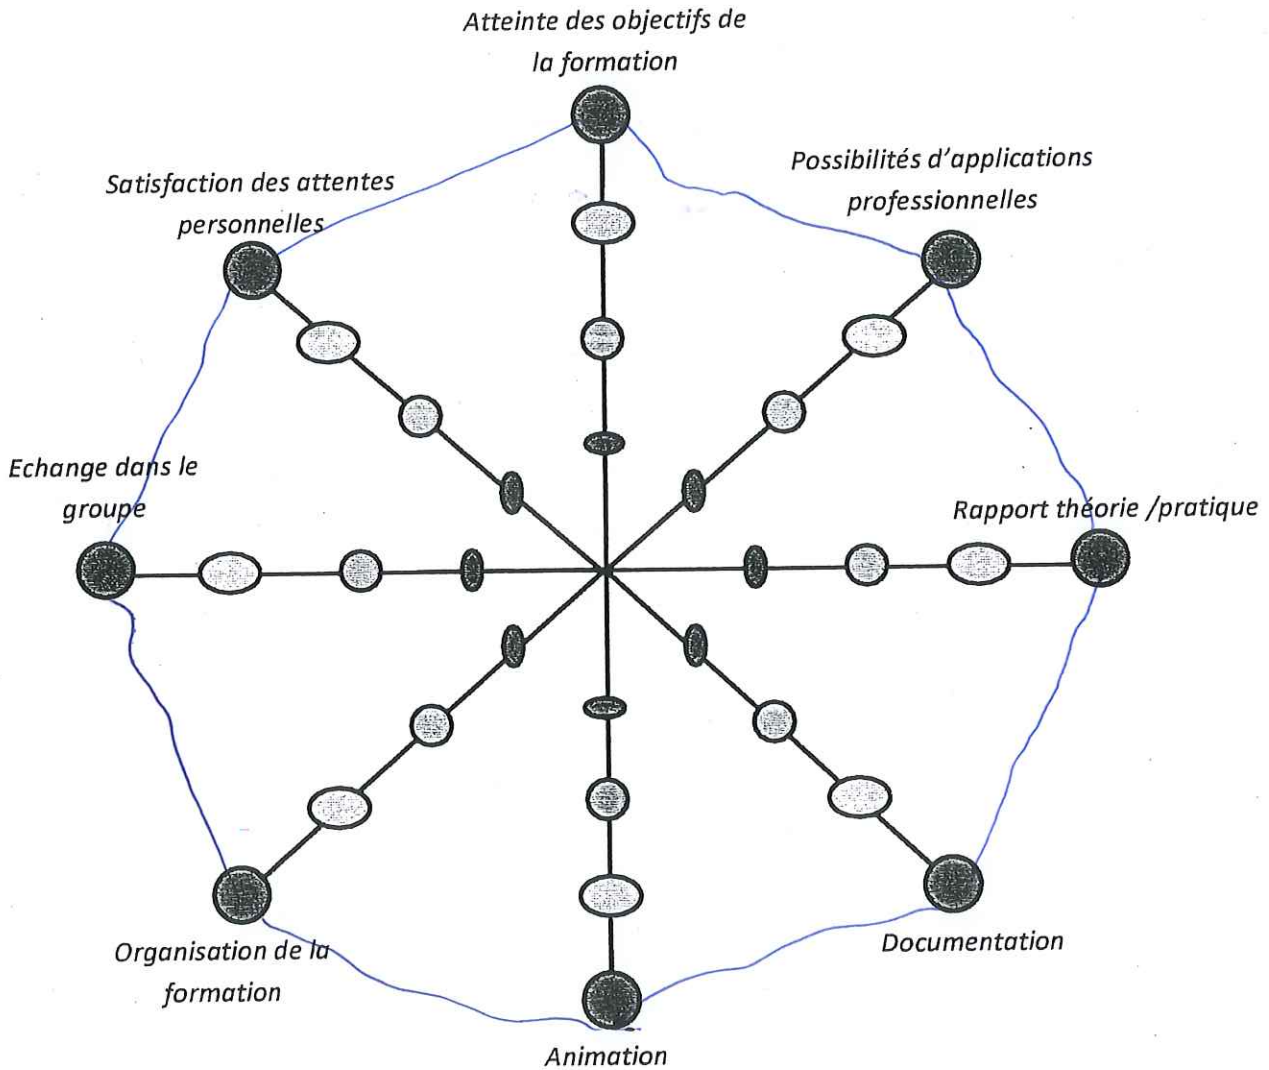 Atteinte des objectifs de
la formation
Possibilités d'applications
professionnelles
Satisfaction des attentes
personnelles
Echange dans le
groupe
Rapport théorie /pratique
Organisation de la
formation
Documentation
Animation